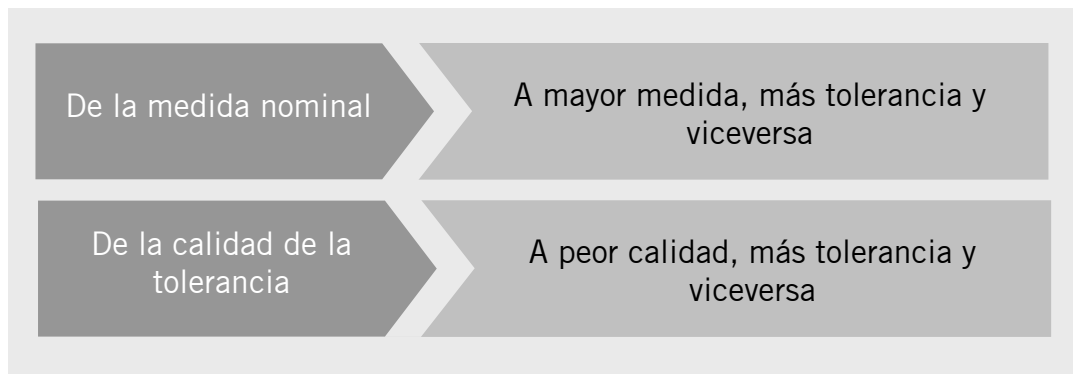 De la medida nominal
A mayor medida, más tolerancia y
viceversa
De la calidad de la
tolerancia
A peor calidad, más tolerancia y
viceversa